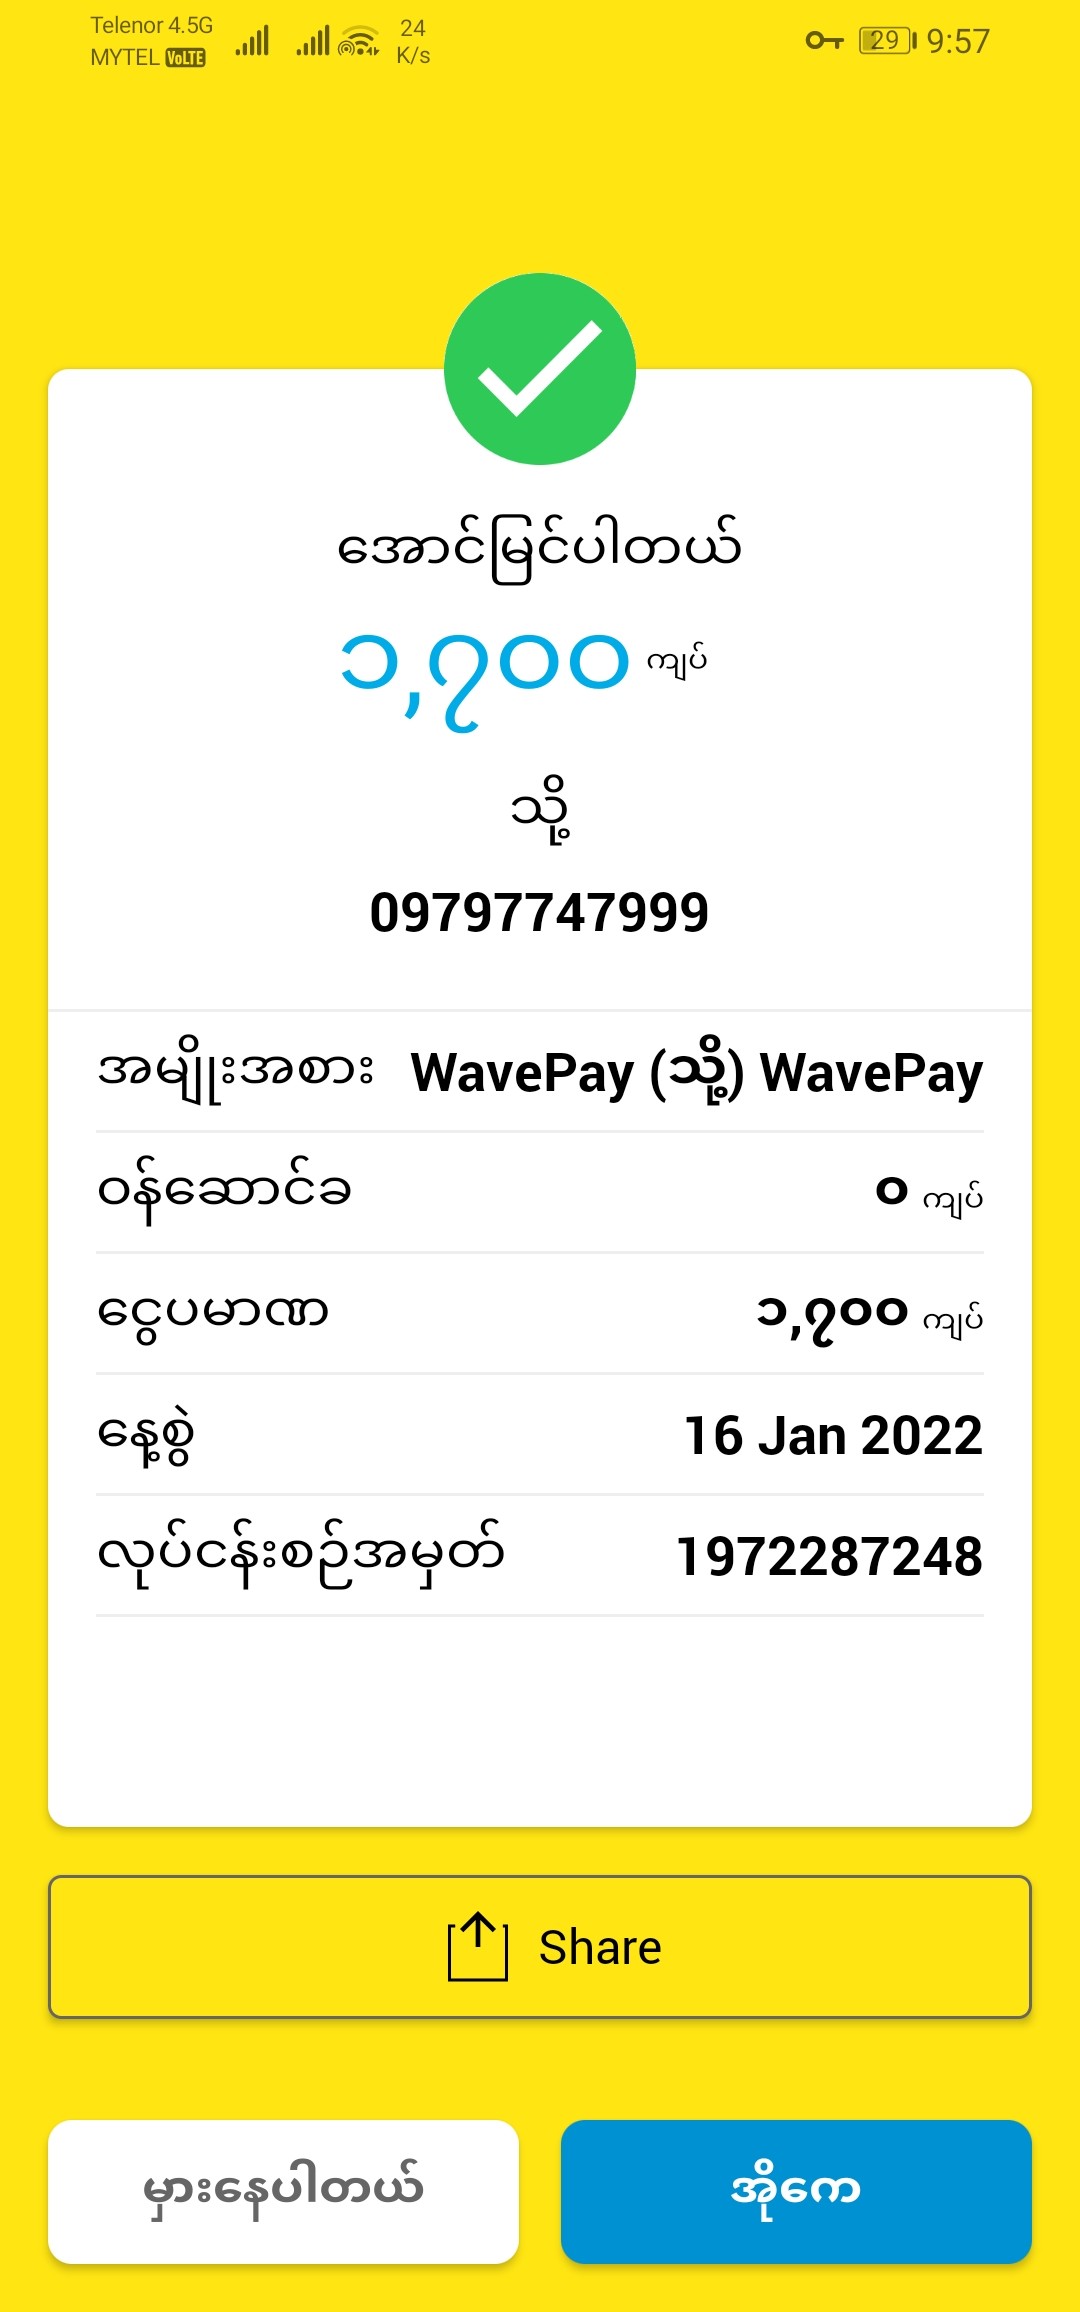 Telenor 4.5G
MYTEL VoLTE
24
K/s
29 9:57
အောင်မြင်ပါတယ်
၁,၇၀၀ ကျပ်
သို့
09797747999
အမျိုးအစား WavePay (သို့) WavePay
ဝန်ဆောင်ခ ၀ ကျပ်
ငွေပမာဏ ၁,၇၀၀ ကျပ်
နေ့စွဲ 16 Jan 2022
လုပ်ငန်းစဉ်အမှတ် 1972287248
Share
မှားနေပါတယ် အိုကေ